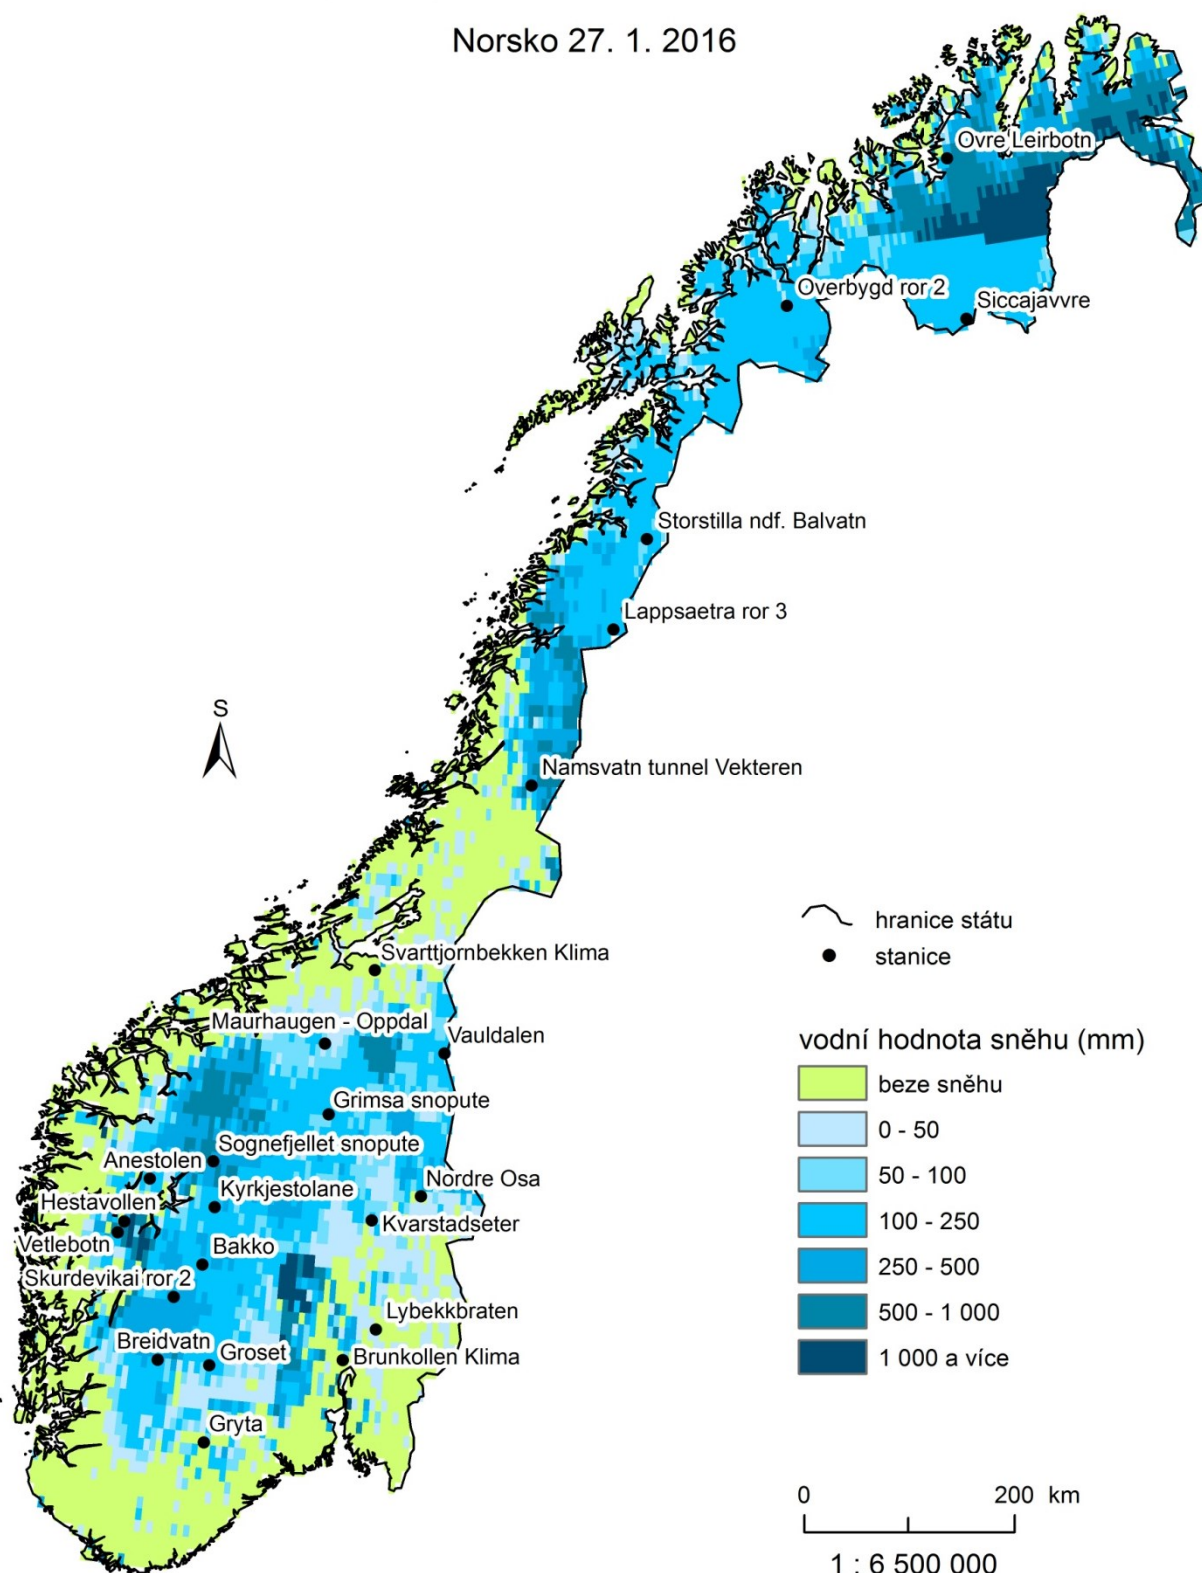 Norsko 27. 1. 2016
Ovre Leirbotn
Overbygd ror 2
Siccajavvre
Storstilla ndf. Balvatn
Lappsaetra ror 3
S
Namsvatn tunnel Vekteren
hranice státu
stanice
Svarttjornbekken Klima
Maurhaugen - Oppdal
Vauldalen
vodní hodnota sněhu (mm)
beze sněhu
Grimsa snopute
0 - 50
Sognefjellet snopute
Anestolen
50 - 100
Nordre Osa
Kyrkjestolane
Hestavollen
100 - 250
Kvarstadseter
Vetlebotn
Bakko
250 - 500
Skurdevikai ror 2
Lybekkbraten
500 - 1 000
Breidvatn
Groset
Brunkollen Klima
1 000 a více
Gryta
0 200 km
1 : 6 500 000